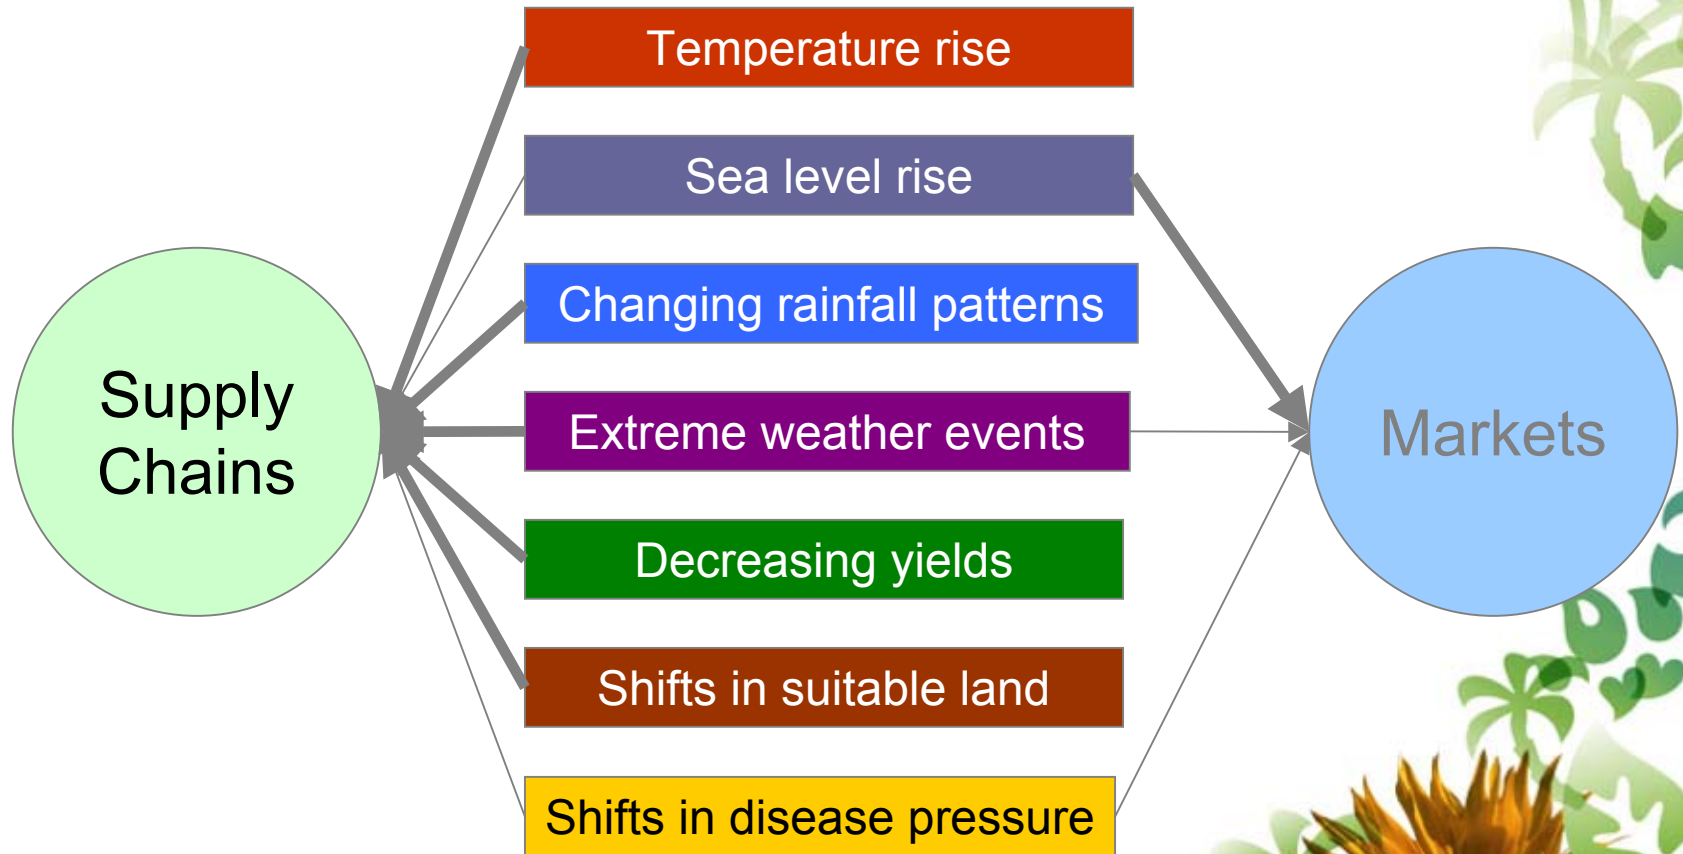 Temperature rise
Sea level rise
Changing rainfall patterns
Supply
Chains
Extreme weather events
Markets
Decreasing yields
Shifts in suitable land
Shifts in disease pressure